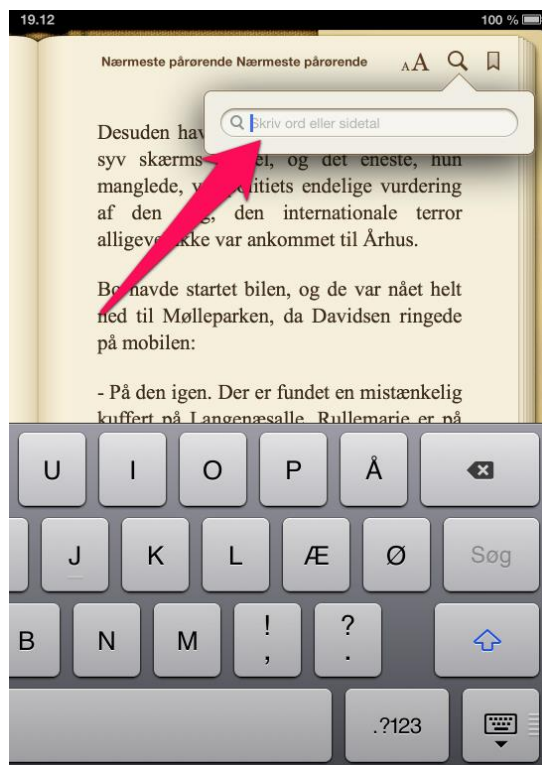 19.12 100 %
Nærmeste pårørende Nærmeste pårørende AA
Skriv ord eller sidetal
Desuden hav
syv skærms og det eneste, hun
manglede, endelige vurdering
af den den internationale terror
alligevel ikke var ankommet til Århus.
Bo havde startet bilen, og de var nået helt
ned til Mølleparken, da Davidsen ringede
på mobilen:
- På den igen. Der er fundet en mistænkelig
kuffert på Langenæsalle. Rullemarie er på
U I O P Å
J K L Æ Ø Søg
B N M ! , ? .
.?123